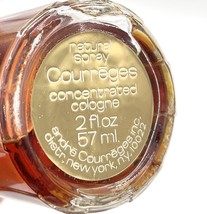 natural
spray
Courrèges
concentrated
cologne
2 fl oz
57 ml
andré Courrèges inc.
distr. new york, n.y. 10022